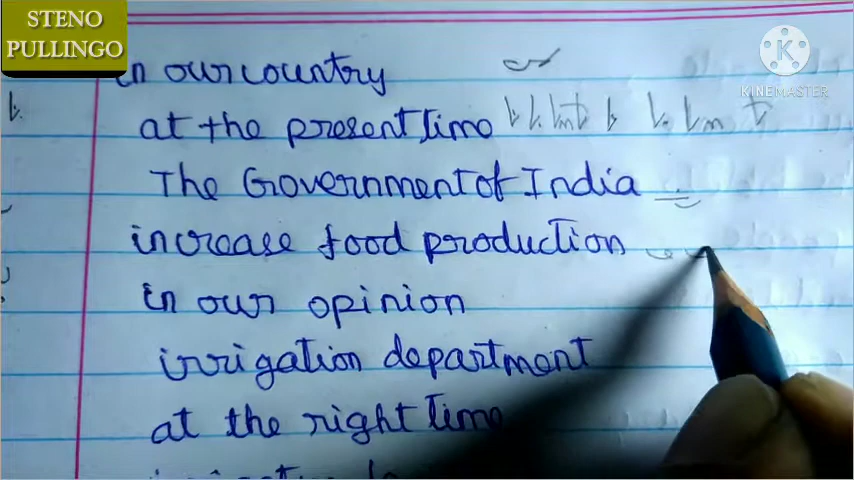 STENO
PULLINGO
K
KINEMASTER
in our country
at the present time
The Government of India
increase food production
in our opinion
irrigation department
at the right time